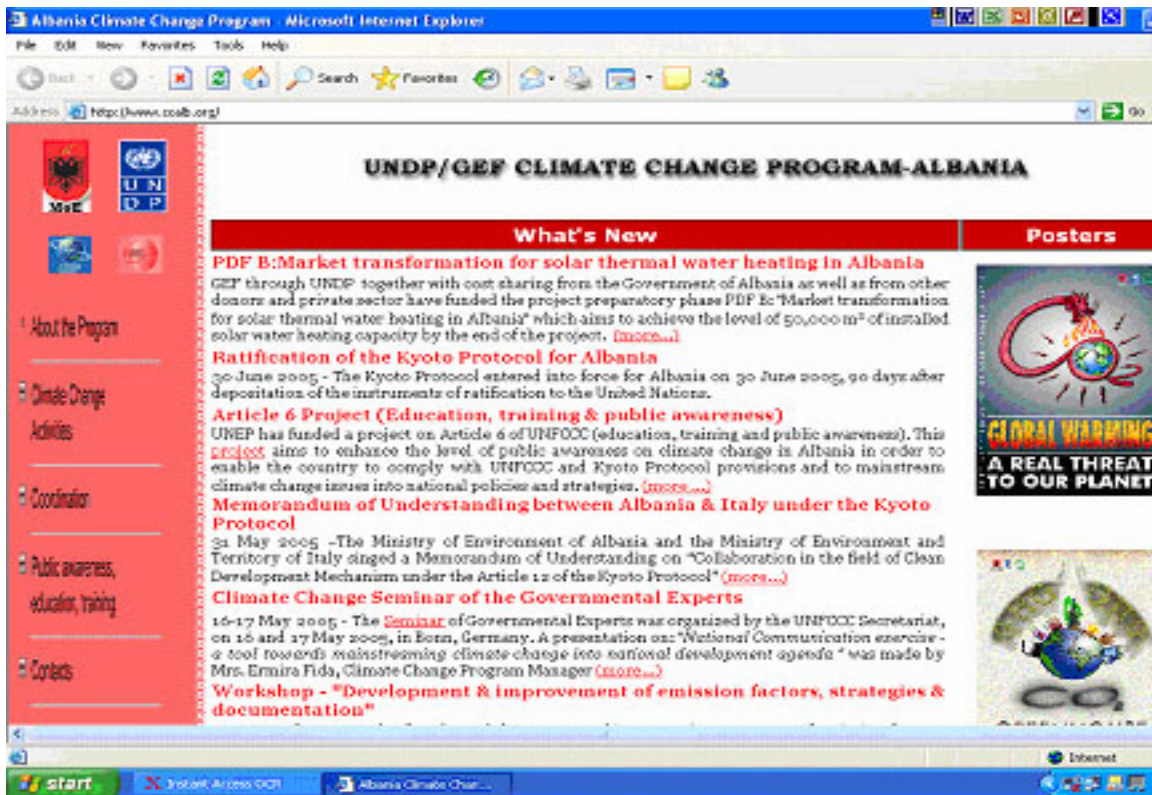 Albania Climate Change Program - Microsoft Internet Explorer
File Edit View Favorites Tools Help
Back Search Favorites
Address http://www.ccalb.org/ Go
MoE
UNDP
About the Program
Climate Change
Activities
Coordination
Public awareness,
education, training
Contacts
UNDP/GEF CLIMATE CHANGE PROGRAM-ALBANIA
What's New
PDF B:Market transformation for solar thermal water heating in Albania
GEF through UNDP together with cost sharing from the Government of Albania as well as from other
donors and private sector have funded the project preparatory phase PDF B: "Market transformation
for solar thermal water heating in Albania" which aims to achieve the level of 50,000 m² of installed
solar water heating capacity by the end of the project. (more...)
Ratification of the Kyoto Protocol for Albania
30 June 2005 - The Kyoto Protocol entered into force for Albania on 30 June 2005, 90 days after
depositation of the instruments of ratification to the United Nations.
Article 6 Project (Education, training & public awareness)
UNEP has funded a project on Article 6 of UNFCCC (education, training and public awareness). This
project aims to enhance the level of public awareness on climate change in Albania in order to
enable the country to comply with UNFCCC and Kyoto Protocol provisions and to mainstream
climate change issues into national policies and strategies. (more...)
Memorandum of Understanding between Albania & Italy under the Kyoto
Protocol
31 May 2005 -The Ministry of Environment of Albania and the Ministry of Environment and
Territory of Italy singed a Memorandum of Understanding on "Collaboration in the field of Clean
Development Mechanism under the Article 12 of the Kyoto Protocol" (more...)
Climate Change Seminar of the Governmental Experts
16-17 May 2005 - The Seminar of Governmental Experts was organized by the UNFCCC Secretariat,
on 16 and 17 May 2005, in Bonn, Germany. A presentation on: "National Communication exercise -
a tool towards mainstreaming climate change into national development agenda " was made by
Mrs. Ermira Fida, Climate Change Program Manager (more...)
Workshop - "Development & improvement of emission factors, strategies &
documentation"
Posters
GLOBAL WARMING
A REAL THREAT
TO OUR PLANET
CO2
Internet
start Instant Access OCR Albania Climate Chan...